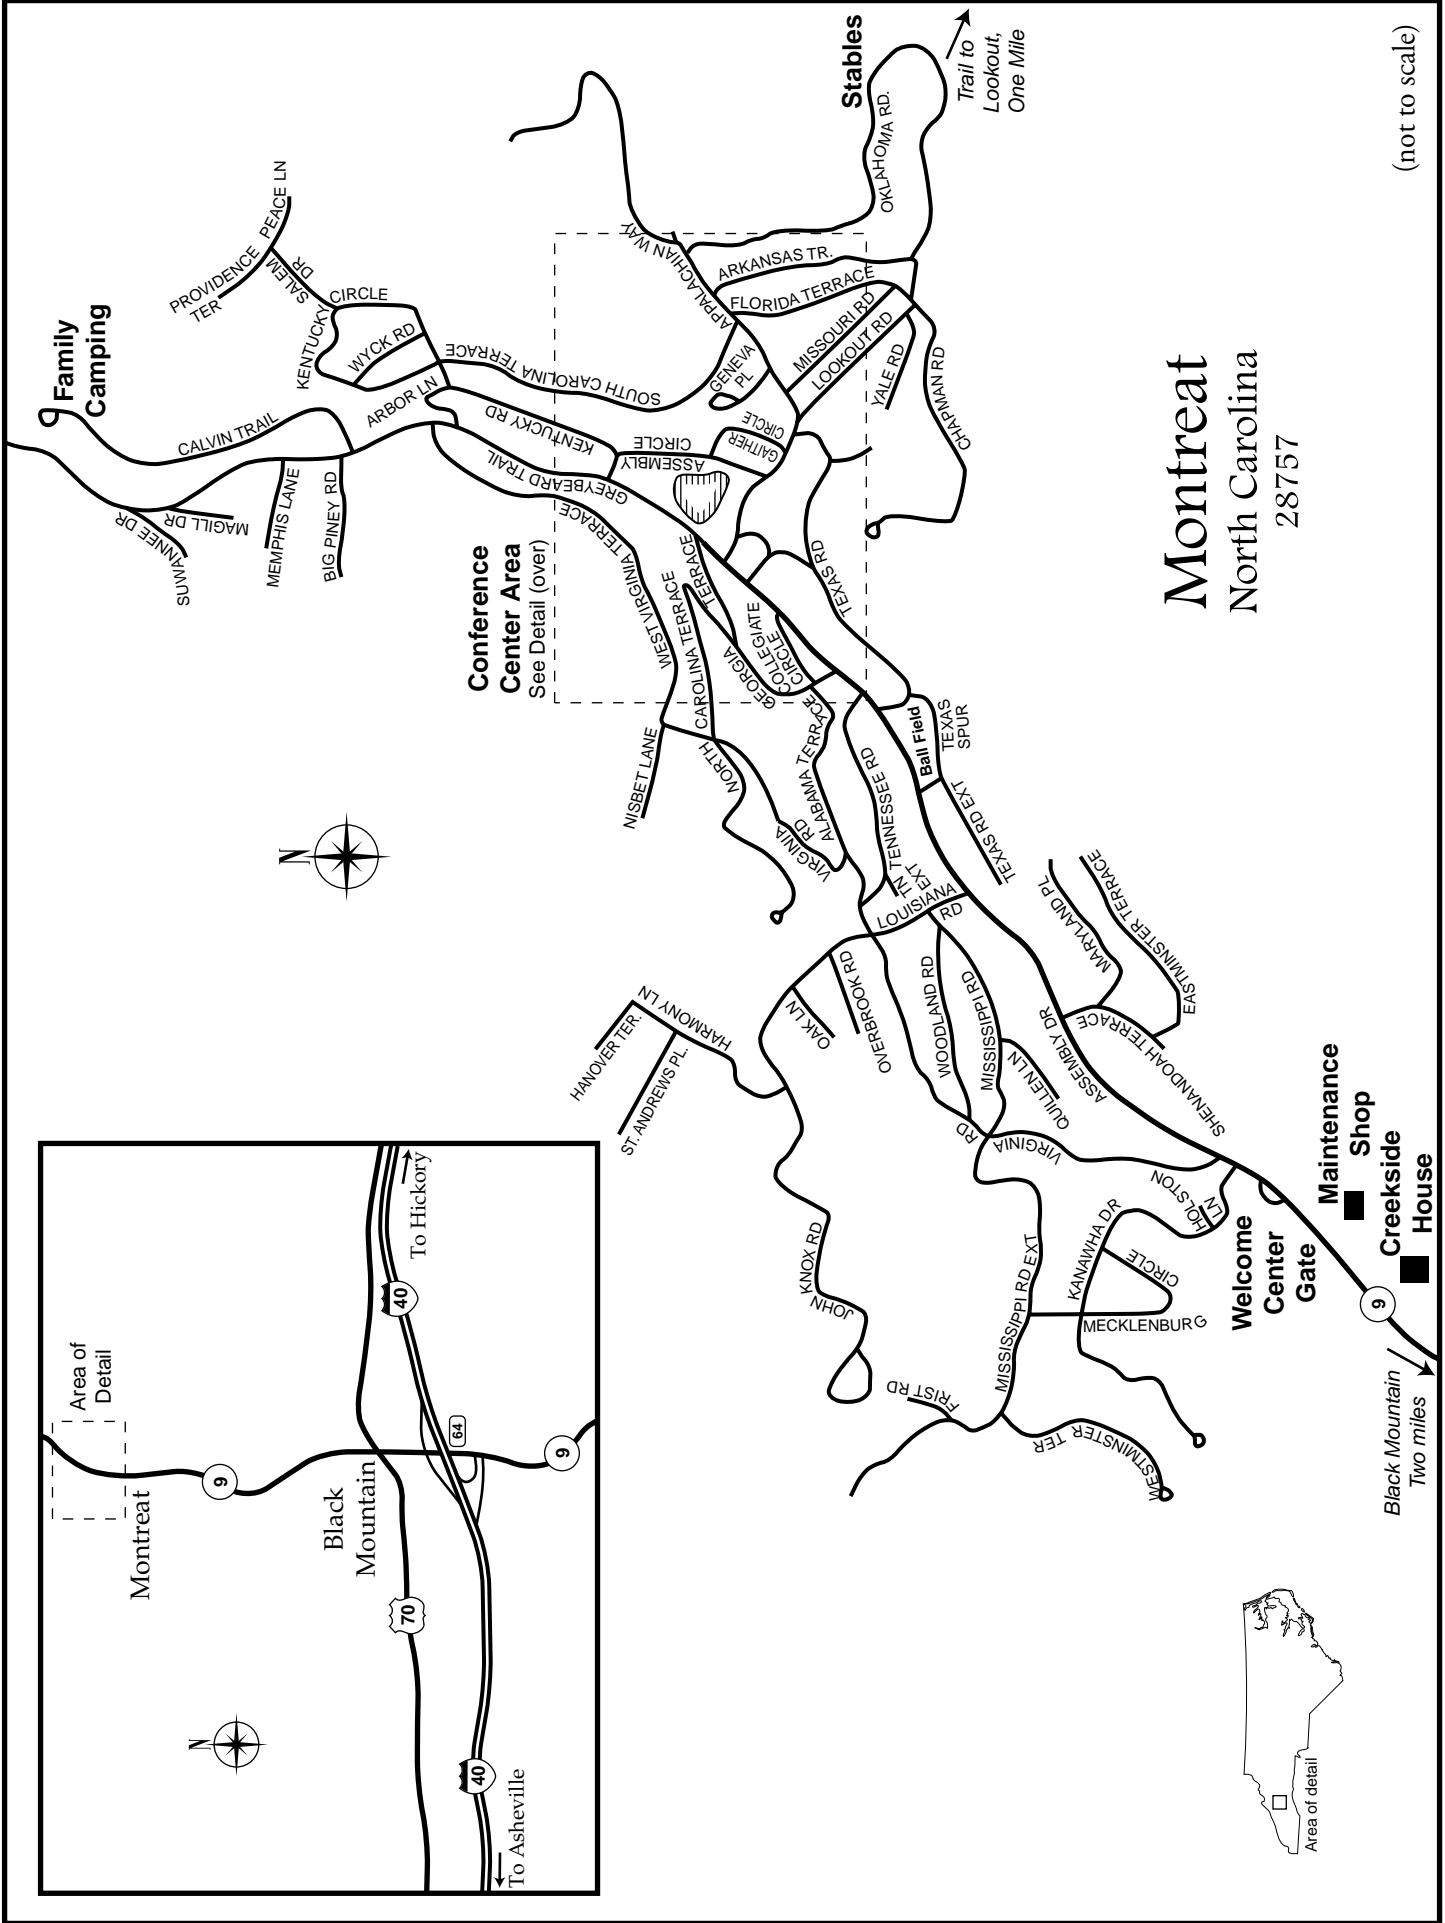 Montreat
North Carolina
28757
(not to scale)
Area of
Detail
Montreat
9
Black
Mountain
70
40
To Hickory
64
9
40
To Asheville
N
N
Family
Camping
CALVIN TRAIL
SUWANNEE DR
MAGILL DR
MEMPHIS LANE
BIG PINEY RD
PROVIDENCE
TER
PEACE LN
SALEM
DR
KENTUCKY
CIRCLE
WYCK RD
ARBOR LN
KENTUCKY RD
GREYBEARD TRAIL
SOUTH CAROLINA TERRACE
ASSEMBLY
CIRCLE
GAITHER
CIRCLE
GENEVA
PL
APPALACHIAN WAY
ARKANSAS TR.
FLORIDA TERRACE
MISSOURI RD
LOOKOUT RD
YALE RD
CHAPMAN RD
OKLAHOMA RD.
Stables
Trail to
Lookout,
One Mile
Conference
Center Area
See Detail (over)
WEST VIRGINIA TERRACE
NISBET LANE
NORTH
CAROLINA TERRACE
GEORGIA
TERRACE
COLLEGIATE
CIRCLE
ALABAMA TERRACE
VIRGINIA
RD
TEXAS RD
TEXAS
SPUR
Ball Field
TEXAS RD EXT
TENNESSEE RD
TN
EXT
LOUISIANA
RD
OVERBROOK RD
OAK LN
HARMONY LN
HANOVER TER.
ST. ANDREWS PL.
WOODLAND RD
MISSISSIPPI RD
QUILLEN LN
VIRGINIA
RD
ASSEMBLY DR
MARYLAND PL
EASTMINSTER TERRACE
SHENANDOAH TERRACE
JOHN
KNOX RD
FRIST RD
MISSISSIPPI RD EXT
WESTMINSTER TER
KANAWHA DR
MECKLENBURG
CIRCLE
HOLSTON
LN
Welcome
Center
Gate
Maintenance
Shop
Creekside
House
9
Black Mountain
Two miles
Area of detail